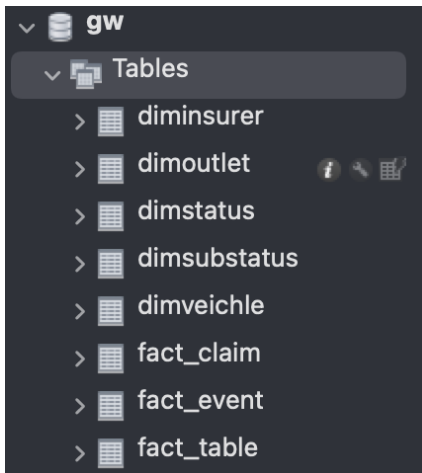 gw
Tables
diminsurer
dimoutlet
dimstatus
dimsubstatus
dimveichle
fact_claim
fact_event
fact_table